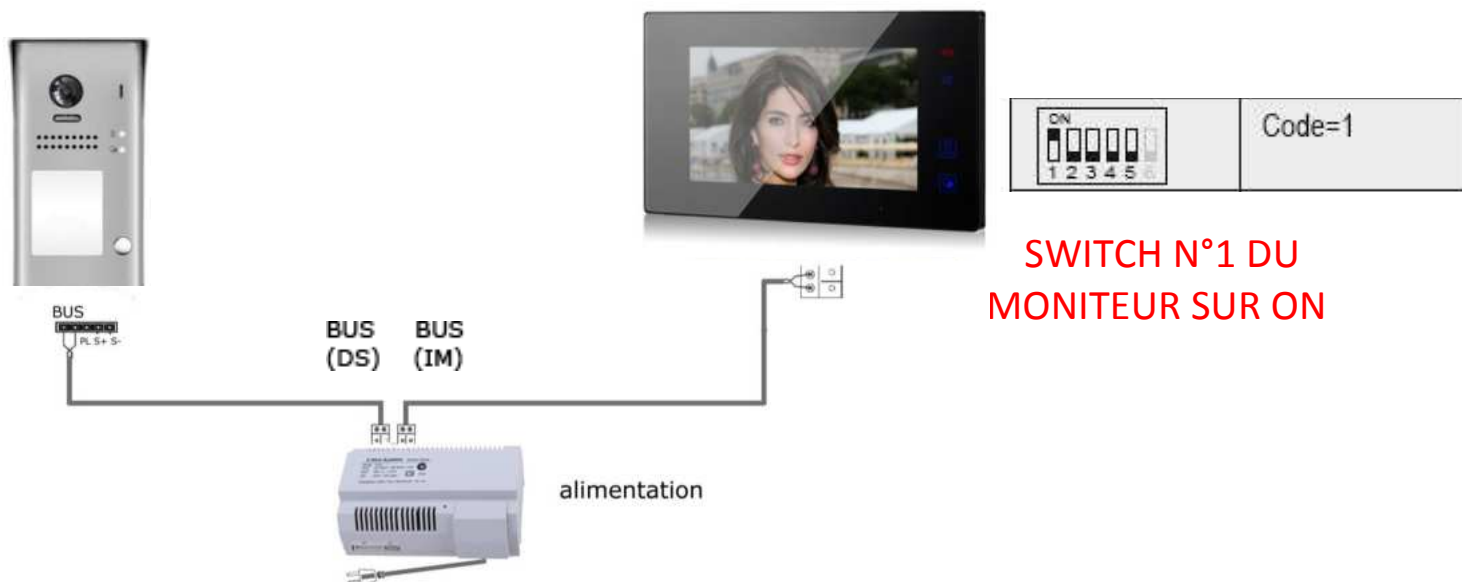 ON
1 2 3 4 5 6
Code=1
SWITCH N°1 DU
MONITEUR SUR ON
BUS
PL S+ S-
BUS
(DS)
BUS
(IM)
alimentation